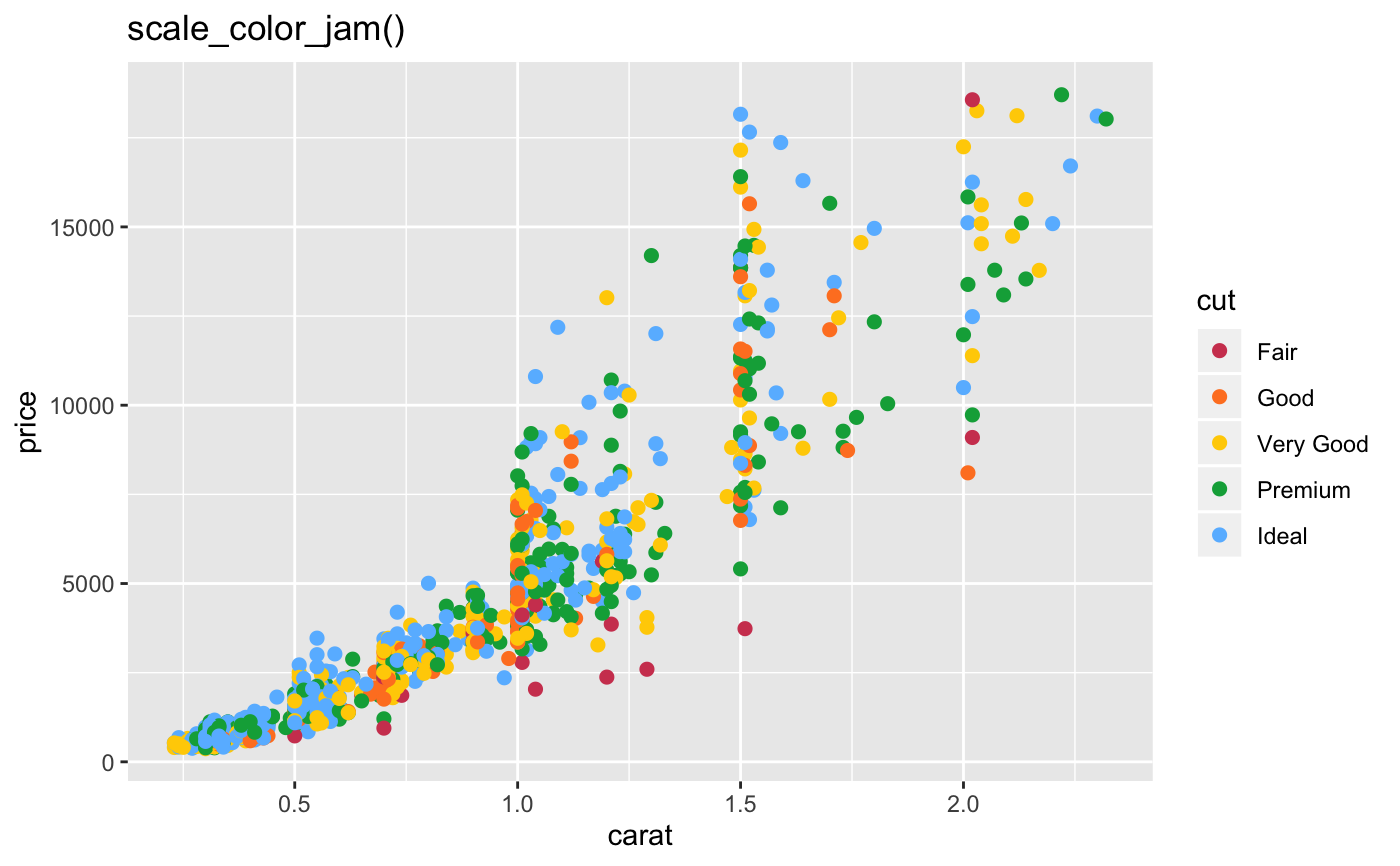 scale_color_jam()
price
15000
10000
5000
0
0.5
1.0
1.5
2.0
carat
cut
Fair
Good
Very Good
Premium
Ideal